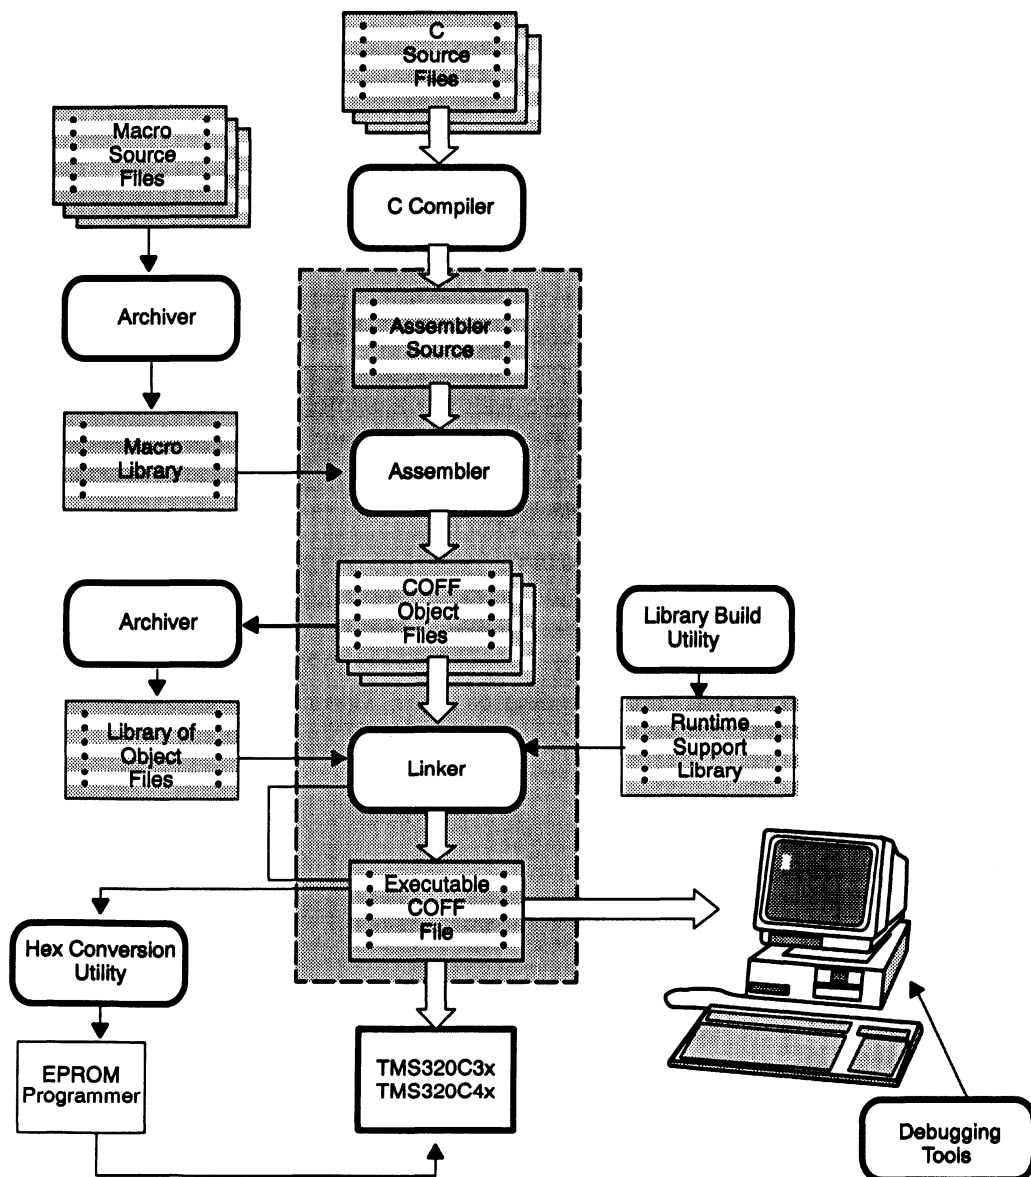 C
Source
Files
Macro
Source
Files
C Compiler
Archiver
Assembler
Source
Macro
Library
Assembler
COFF
Object
Files
Archiver
Library Build
Utility
Library of
Object
Files
Runtime
Support
Library
Linker
Executable
COFF
File
Hex Conversion
Utility
EPROM
Programmer
TMS320C3x
TMS320C4x
Debugging
Tools